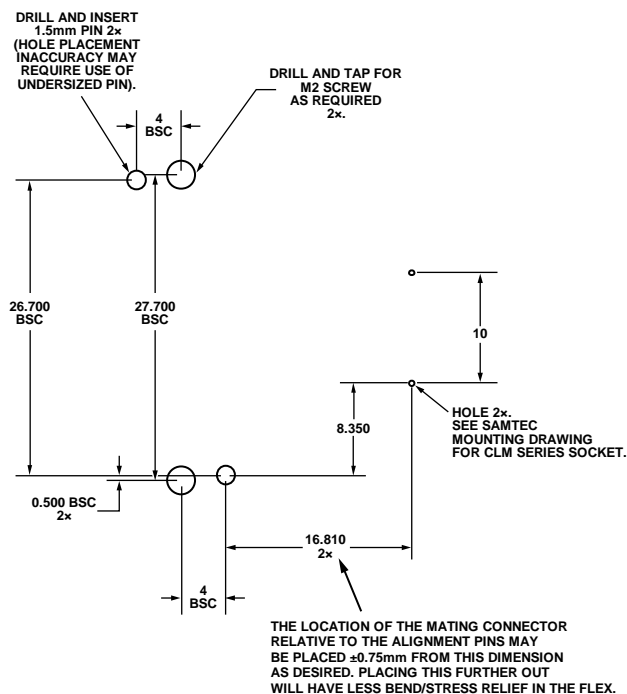 DRILL AND INSERT
1.5mm PIN 2×
(HOLE PLACEMENT
INACCURACY MAY
REQUIRE USE OF
UNDERSIZED PIN).
DRILL AND TAP FOR
M2 SCREW
AS REQUIRED
2×.
4
BSC
26.700
BSC
27.700
BSC
10
8.350
HOLE 2×.
SEE SAMTEC
MOUNTING DRAWING
FOR CLM SERIES SOCKET.
0.500 BSC
2×
16.810
2×
4
BSC
THE LOCATION OF THE MATING CONNECTOR
RELATIVE TO THE ALIGNMENT PINS MAY
BE PLACED ±0.75mm FROM THIS DIMENSION
AS DESIRED. PLACING THIS FURTHER OUT
WILL HAVE LESS BEND/STRESS RELIEF IN THE FLEX.